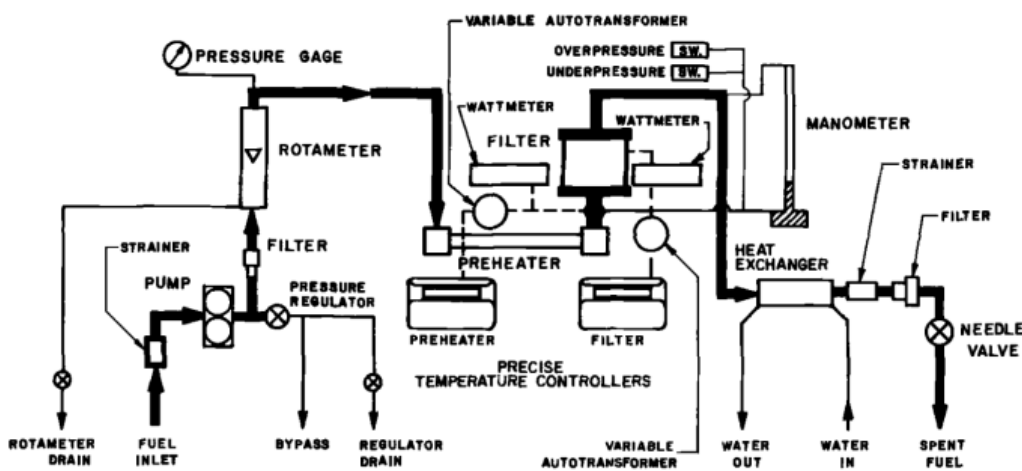 VARIABLE AUTOTRANSFORMER
OVERPRESSURE SW.
UNDERPRESSURE SW.
PRESSURE GAGE
WATTMETER
FILTER
WATTMETER
MANOMETER
ROTAMETER
STRAINER
FILTER
STRAINER
FILTER
HEAT
EXCHANGER
PREHEATER
PUMP
PRESSURE
REGULATOR
NEEDLE
VALVE
PREHEATER
FILTER
PRECISE
TEMPERATURE CONTROLLERS
ROTAMETER
DRAIN
FUEL
INLET
BYPASS
REGULATOR
DRAIN
VARIABLE
AUTOTRANSFORMER
WATER
OUT
WATER
IN
SPENT
FUEL